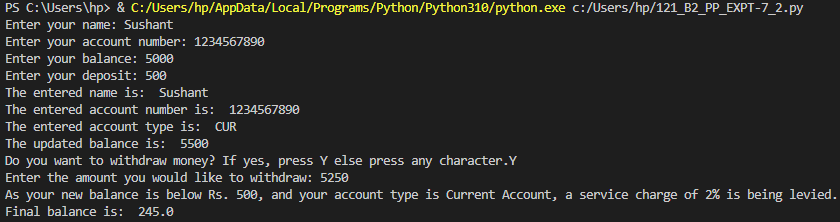 PS C:\Users\hp> & C:/Users/hp/AppData/Local/Programs/Python/Python310/python.exe c:/Users/hp/121_B2_PP_EXPT-7_2.py
Enter your name: Sushant
Enter your account number: 1234567890
Enter your balance: 5000
Enter your deposit: 500
The entered name is:  Sushant
The entered account number is:  1234567890
The entered account type is:  CUR
The updated balance is:  5500
Do you want to withdraw money? If yes, press Y else press any character.Y
Enter the amount you would like to withdraw: 5250
As your new balance is below Rs. 500, and your account type is Current Account, a service charge of 2% is being levied.
Final balance is:  245.0